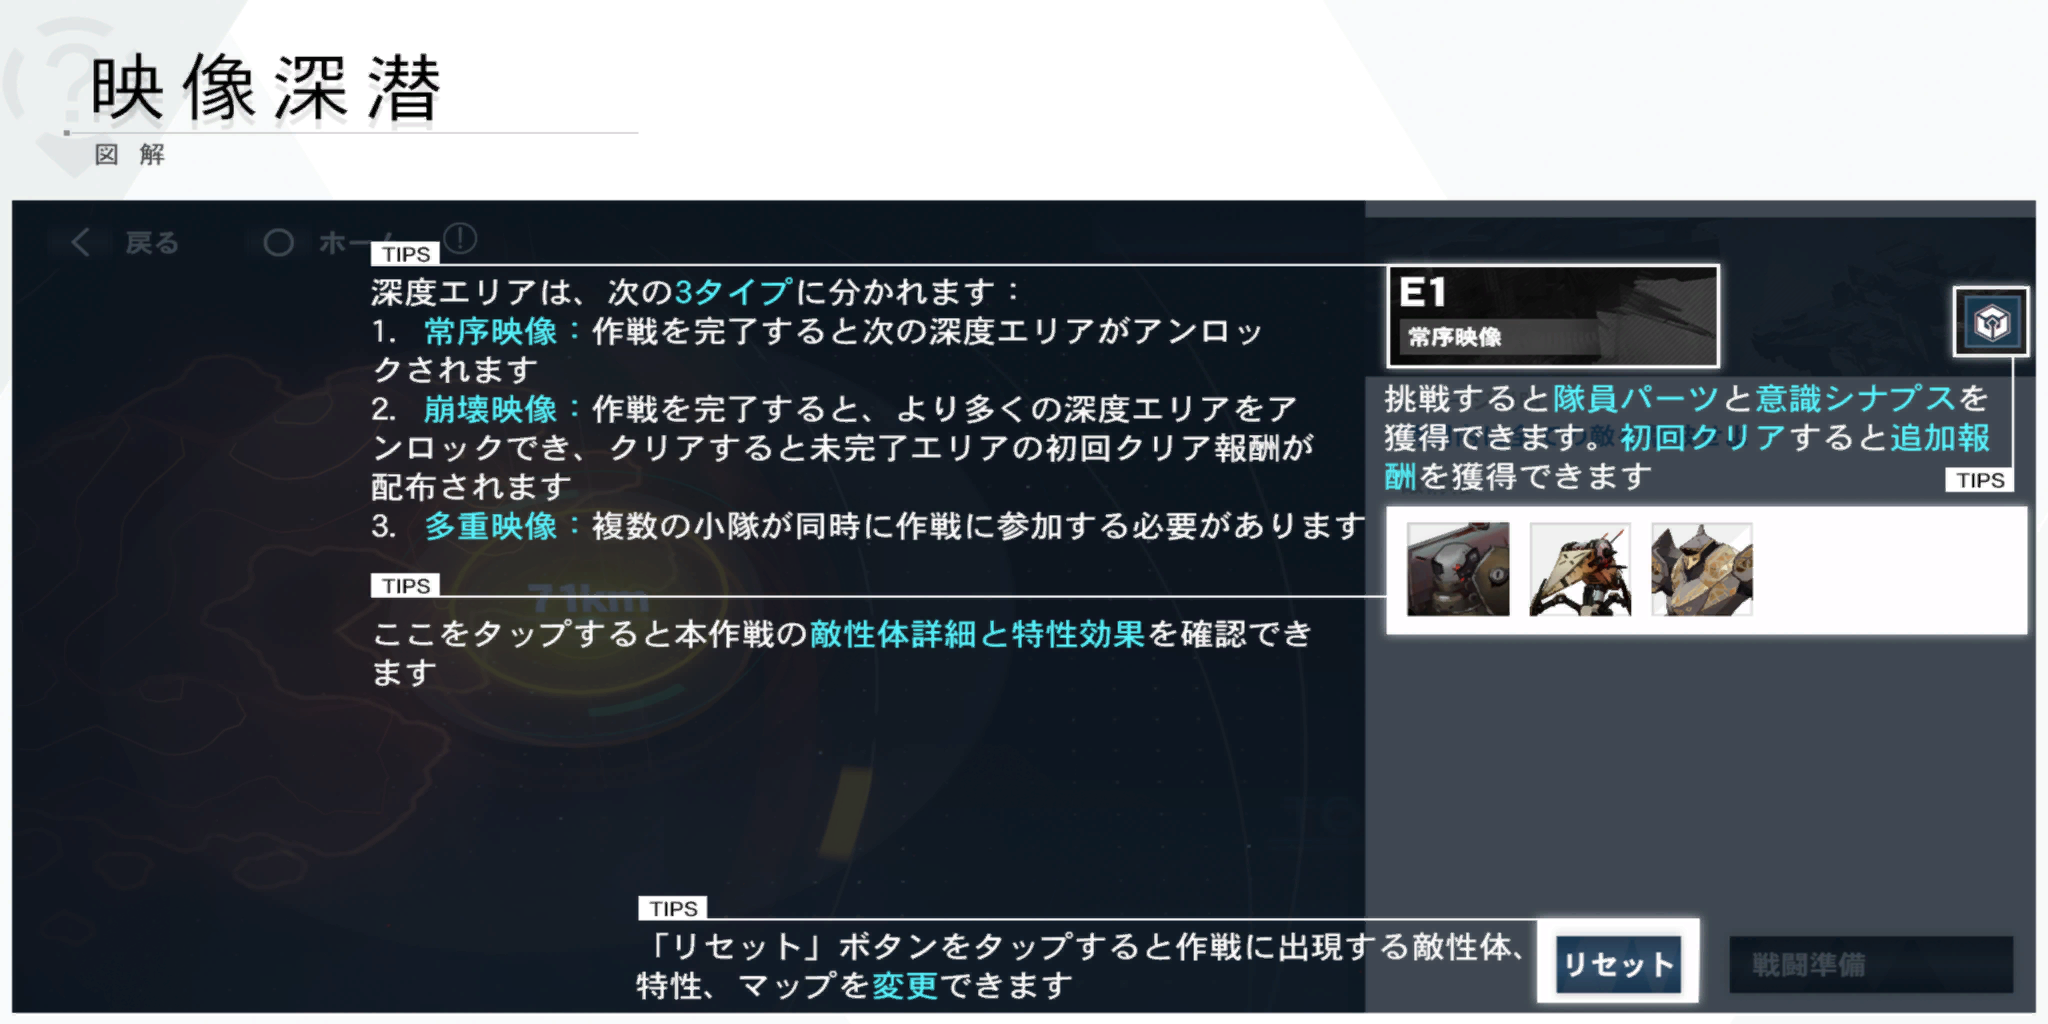 映像深潜
図解
戻る
ホーム
TIPS
深度エリアは、次の3タイプに分かれます：
1. 常序映像：作戦を完了すると次の深度エリアがアンロッ
クされます
2. 崩壊映像：作戦を完了すると、より多くの深度エリアをア
ンロックでき、クリアすると未完了エリアの初回クリア報酬が
配布されます
3. 多重映像：複数の小隊が同時に作戦に参加する必要があります
TIPS
71km
ここをタップすると本作戦の敵性体詳細と特性効果を確認でき
ます
E1
常序映像
挑戦すると隊員パーツと意識シナプスを
獲得できます。初回クリアすると追加報
酬を獲得できます
TIPS
TIPS
「リセット」ボタンをタップすると作戦に出現する敵性体、
特性、マップを変更できます
リセット
戦闘準備